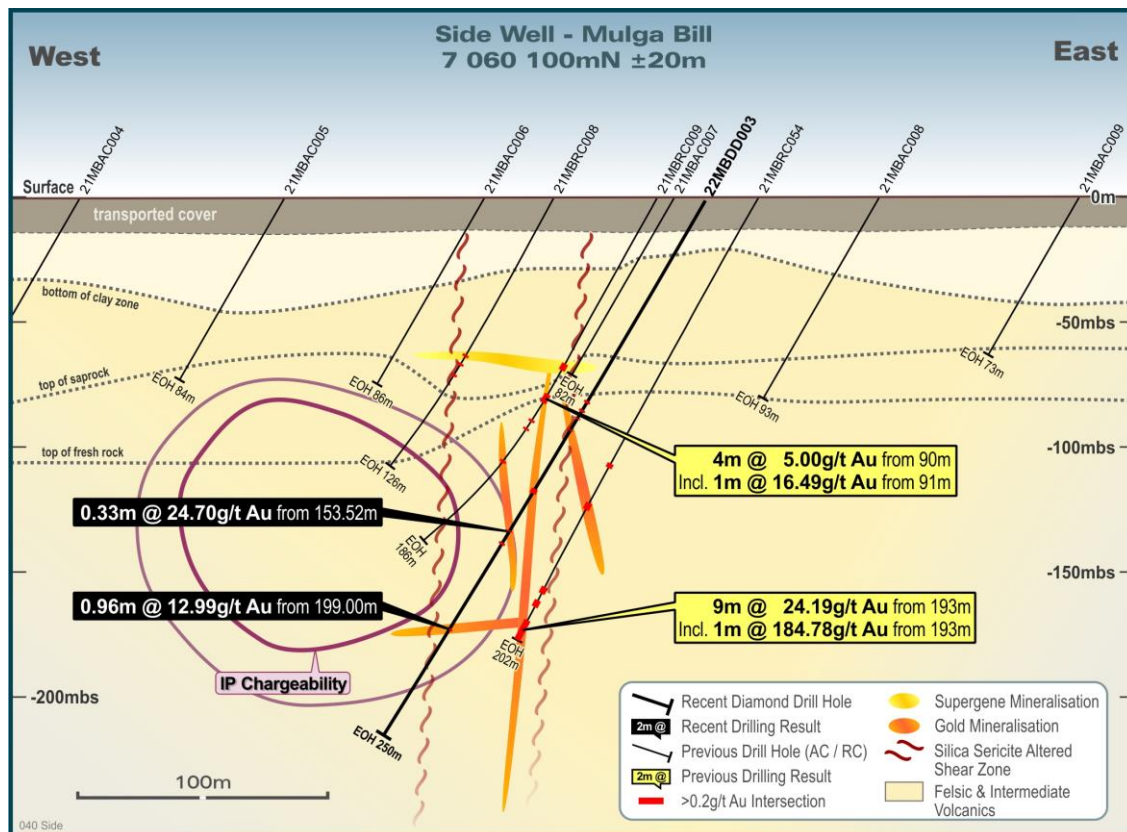 Side Well - Mulga Bill
7 060 100mN ±20m
West
East
21MBAC004
21MBAC005
21MBAC006
21MBRC008
21MBRC009
21MBAC007
22MBDD003
21MBRC054
21MBAC008
21MBAC009
Surface
0m
transported cover
bottom of clay zone
-50mbs
top of saprock
EOH 84m
EOH 86m
EOH
82m
EOH 93m
EOH 73m
top of fresh rock
EOH 126m
-100mbs
4m @ 5.00g/t Au from 90m
Incl. 1m @ 16.49g/t Au from 91m
0.33m @ 24.70g/t Au from 153.52m
EOH
186m
-150mbs
0.96m @ 12.99g/t Au from 199.00m
9m @ 24.19g/t Au from 193m
Incl. 1m @ 184.78g/t Au from 193m
EOH
202m
IP Chargeability
-200mbs
EOH 250m
100m
Recent Diamond Drill Hole
2m @
Recent Drilling Result
Previous Drill Hole (AC / RC)
2m @
Previous Drilling Result
>0.2g/t Au Intersection
Supergene Mineralisation
Gold Mineralisation
Silica Sericite Altered
Shear Zone
Felsic & Intermediate
Volcanics
040 Side